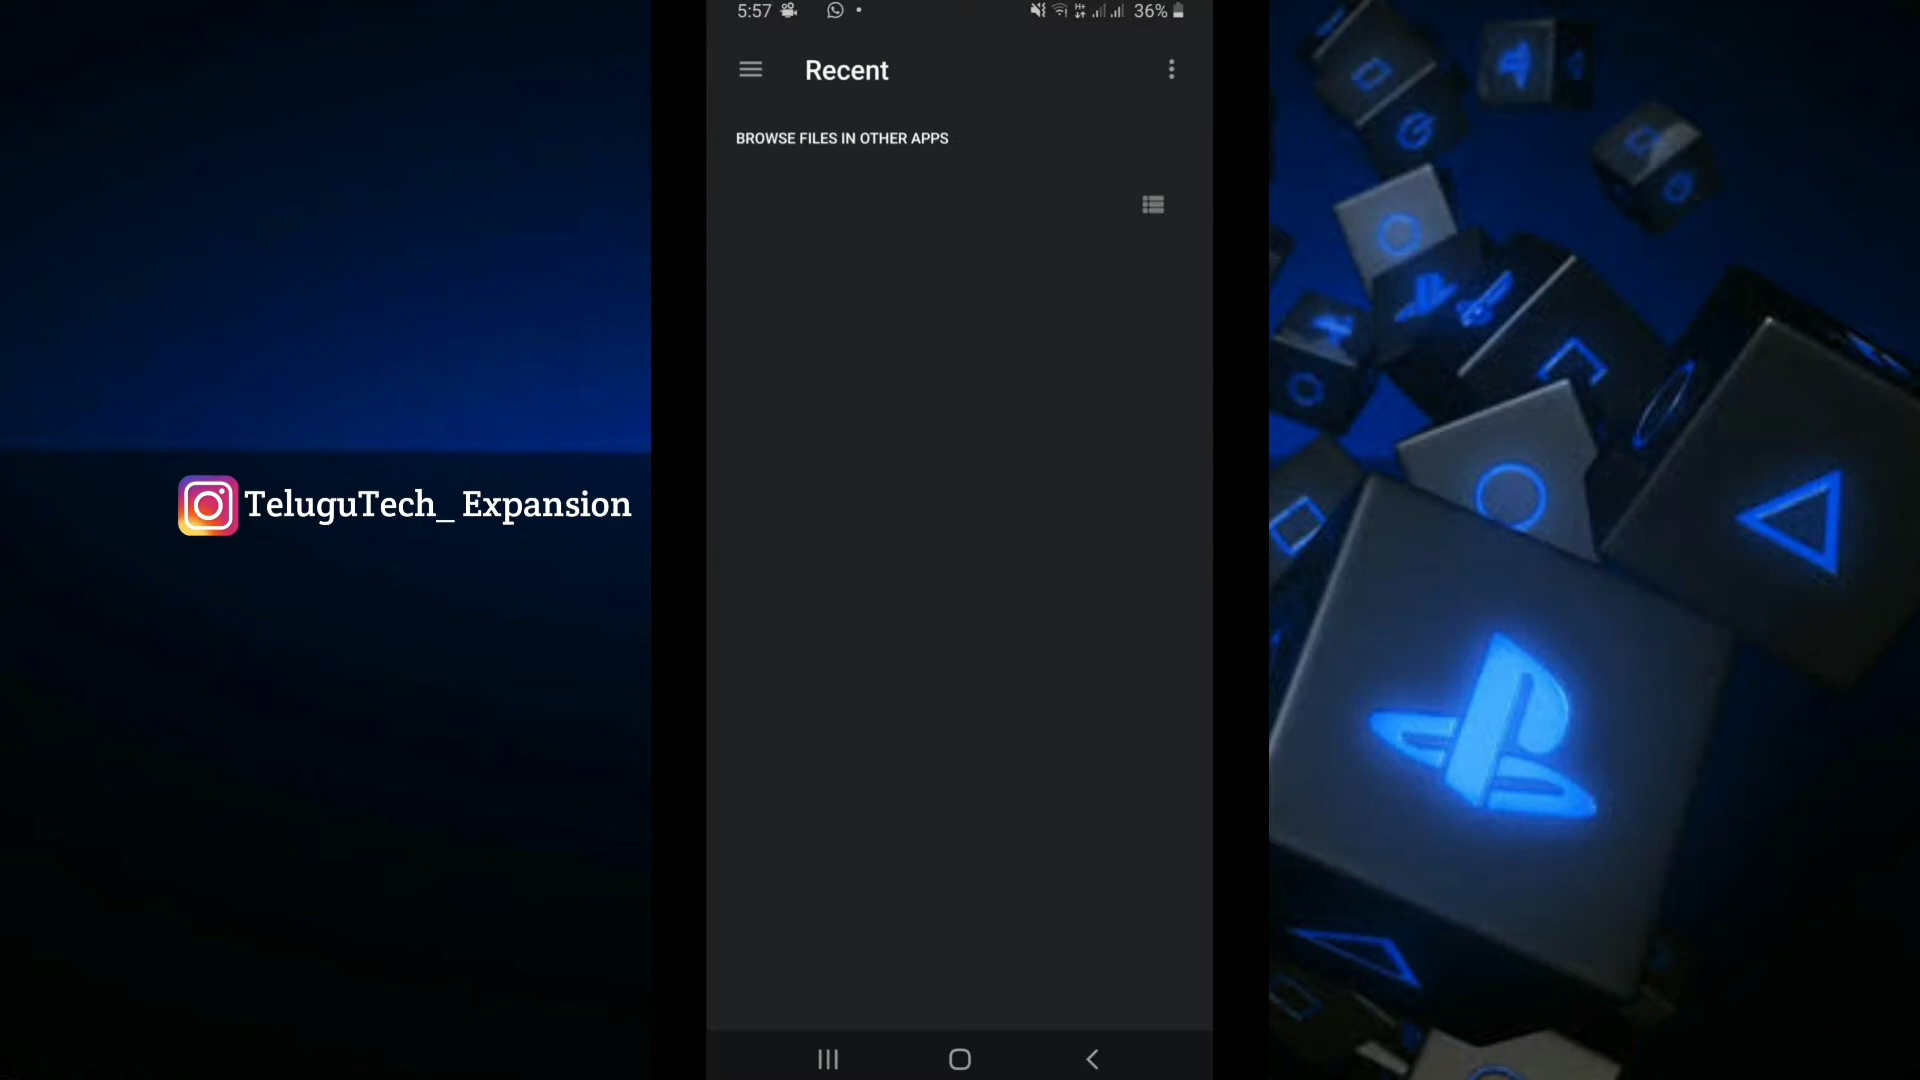 5:57
36%
Recent
BROWSE FILES IN OTHER APPS
TeluguTech_ Expansion